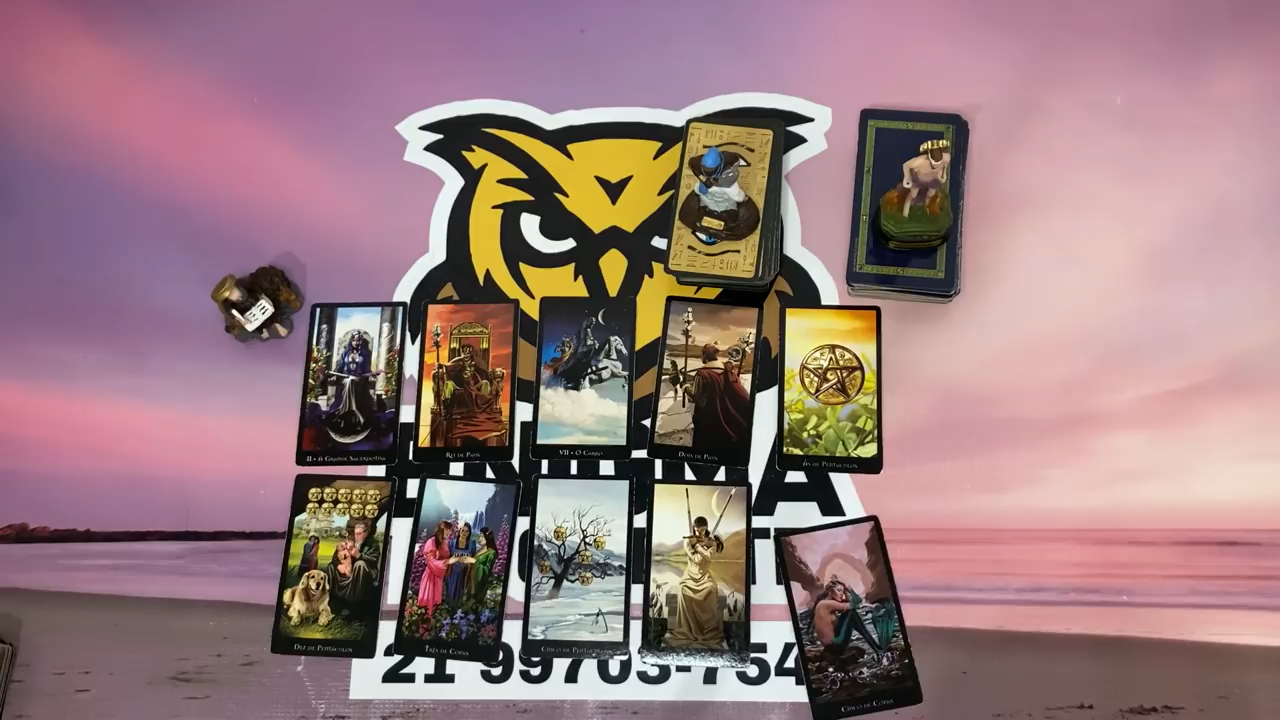 II • A Grande Sacerdotisa
Rei de Paus
VII • O Carro
Dois de Paus
Ás de Pentáculos
Dez de Pentáculos
Três de Copas
Cinco de Pentáculos
21 99703-754
Cinco de Copas